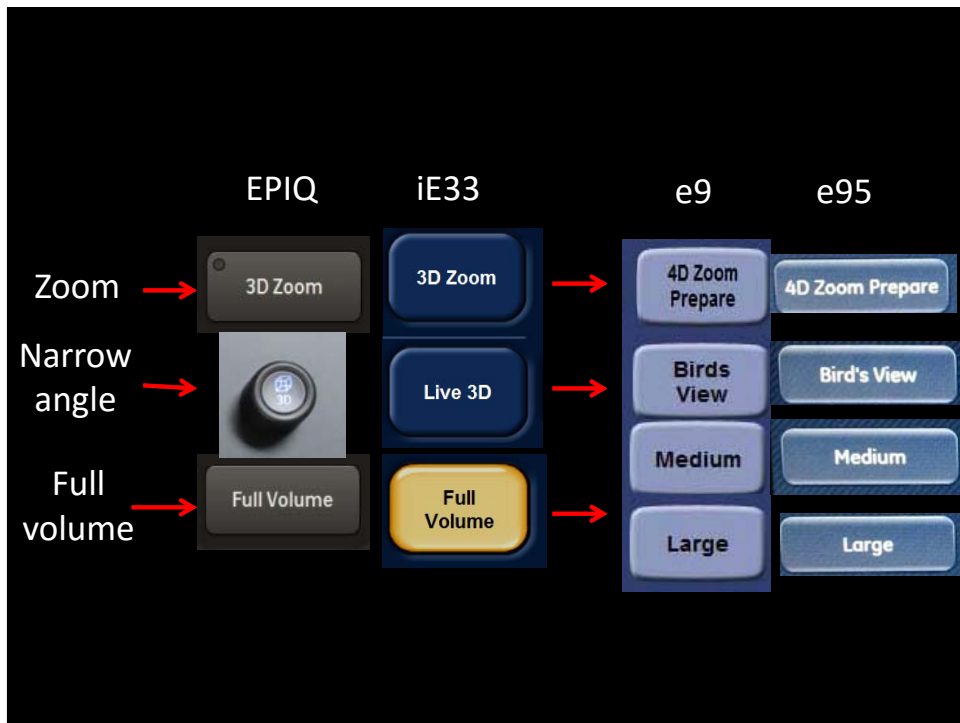 EPIQ
iE33
e9
e95
Zoom
3D Zoom
3D Zoom
4D Zoom
Prepare
4D Zoom Prepare
Narrow
angle
3D
Live 3D
Birds
View
Bird's View
Medium
Medium
Full
volume
Full Volume
Full
Volume
Large
Large